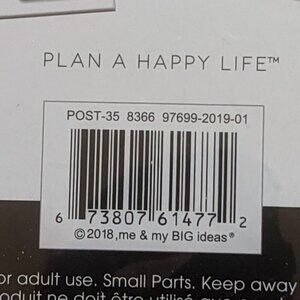 PLAN A HAPPY LIFE™
POST-35 8366 97699-2019-01
6 73807 61477 2
©2018, me & my BIG ideas®
or adult use. Small Parts. Keep away
oduit ne doit être utilisé